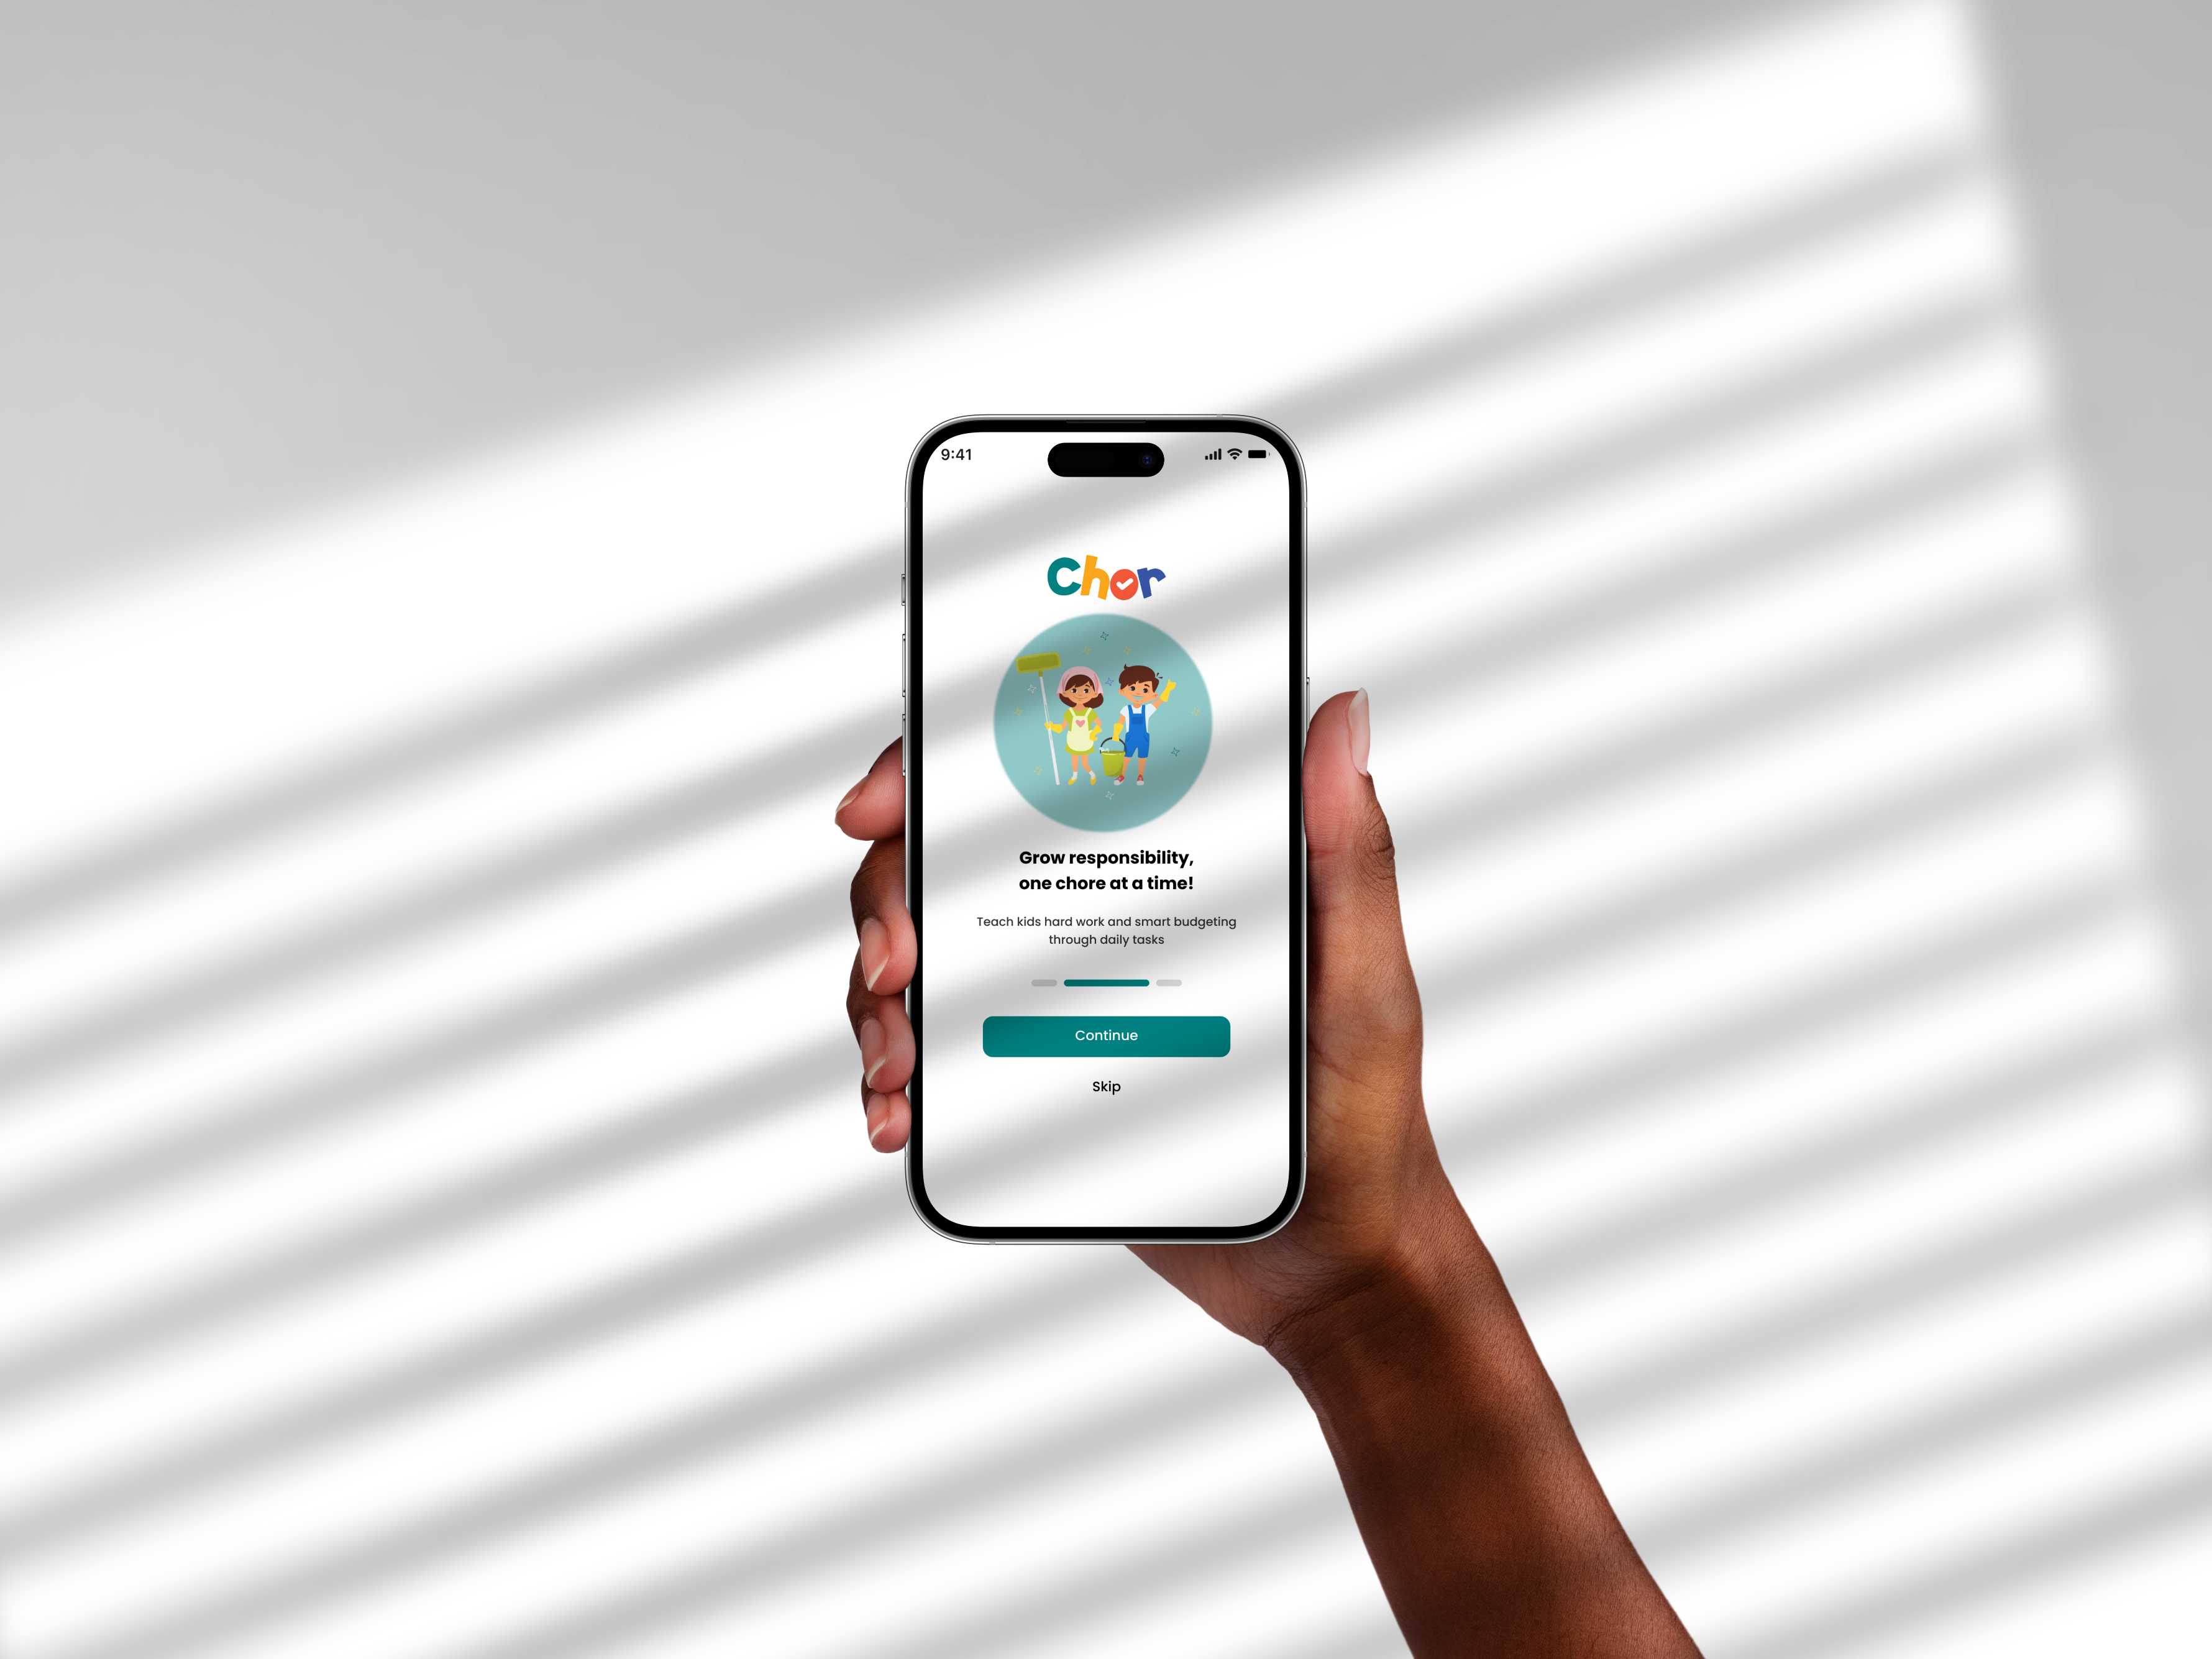 9:41
Chor
Grow responsibility,
one chore at a time!
Teach kids hard work and smart budgeting
through daily tasks
Continue
Skip